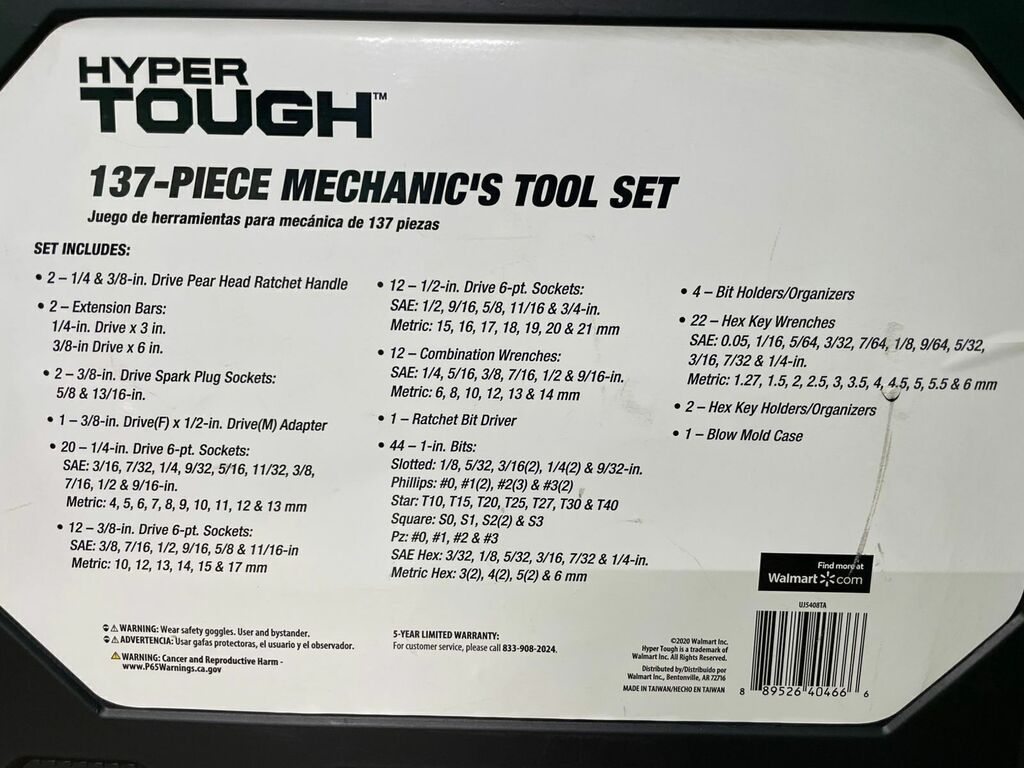 HYPER
TOUGH™
137-PIECE MECHANIC'S TOOL SET
Juego de herramientas para mecánica de 137 piezas
SET INCLUDES:
• 2 – 1/4 & 3/8-in. Drive Pear Head Ratchet Handle
• 2 – Extension Bars:
1/4-in. Drive x 3 in.
3/8-in Drive x 6 in.
• 2 – 3/8-in. Drive Spark Plug Sockets:
5/8 & 13/16-in.
• 1 – 3/8-in. Drive(F) x 1/2-in. Drive(M) Adapter
• 20 – 1/4-in. Drive 6-pt. Sockets:
SAE: 3/16, 7/32, 1/4, 9/32, 5/16, 11/32, 3/8,
7/16, 1/2 & 9/16-in.
Metric: 4, 5, 6, 7, 8, 9, 10, 11, 12 & 13 mm
• 12 – 3/8-in. Drive 6-pt. Sockets:
SAE: 3/8, 7/16, 1/2, 9/16, 5/8 & 11/16-in
Metric: 10, 12, 13, 14, 15 & 17 mm
• 12 – 1/2-in. Drive 6-pt. Sockets:
SAE: 1/2, 9/16, 5/8, 11/16 & 3/4-in.
Metric: 15, 16, 17, 18, 19, 20 & 21 mm
• 12 – Combination Wrenches:
SAE: 1/4, 5/16, 3/8, 7/16, 1/2 & 9/16-in.
Metric: 6, 8, 10, 12, 13 & 14 mm
• 1 – Ratchet Bit Driver
• 44 – 1-in. Bits:
Slotted: 1/8, 5/32, 3/16(2), 1/4(2) & 9/32-in.
Phillips: #0, #1(2), #2(3) & #3(2)
Star: T10, T15, T20, T25, T27, T30 & T40
Square: S0, S1, S2(2) & S3
Pz: #0, #1, #2 & #3
SAE Hex: 3/32, 1/8, 5/32, 3/16, 7/32 & 1/4-in.
Metric Hex: 3(2), 4(2), 5(2) & 6 mm
• 4 – Bit Holders/Organizers
• 22 – Hex Key Wrenches
SAE: 0.05, 1/16, 5/64, 3/32, 7/64, 1/8, 9/64, 5/32,
3/16, 7/32 & 1/4-in.
Metric: 1.27, 1.5, 2, 2.5, 3, 3.5, 4, 4.5, 5, 5.5 & 6 mm
• 2 – Hex Key Holders/Organizers
• 1 – Blow Mold Case
⚠ WARNING: Wear safety goggles. User and bystander.
⚠ ADVERTENCIA: Usar gafas protectoras, el usuario y el observador.
⚠ WARNING: Cancer and Reproductive Harm -
www.P65Warnings.ca.gov
5-YEAR LIMITED WARRANTY:
For customer service, please call 833-908-2024.
Find more at
Walmart.com
UJ5408TA
©2020 Walmart Inc.
Hyper Tough is a trademark of
Walmart Inc. All Rights Reserved.
Distributed by/Distribuido por
Walmart Inc., Bentonville, AR 72716
MADE IN TAIWAN/HECHO EN TAIWAN
8 89526 40466 6